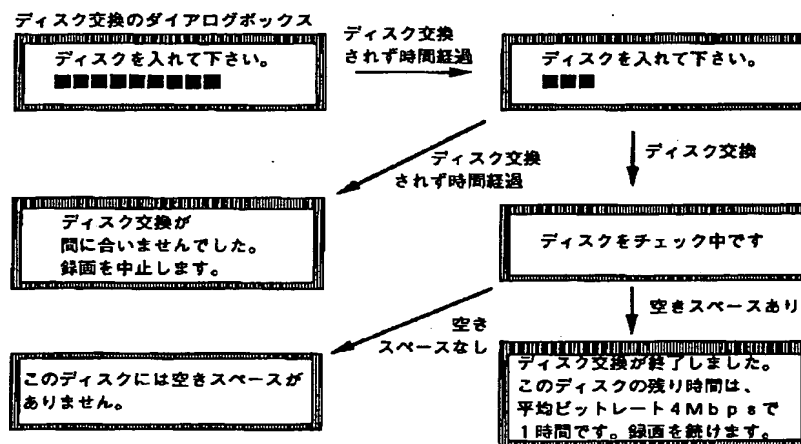 ディスク交換のダイアログボックス
ディスクを入れて下さい。
■■■■■■■■■
ディスク交換
されず時間経過
ディスクを入れて下さい。
■■■
ディスク交換
されず時間経過
ディスク交換
ディスク交換が
間に合いませんでした。
録画を中止します。
ディスクをチェック中です
空き
スペースなし
空きスペースあり
このディスクには空きスペースが
ありません。
ディスク交換が終了しました。
このディスクの残り時間は、
平均ビットレート4Mbpsで
1時間です。録画を続けます。